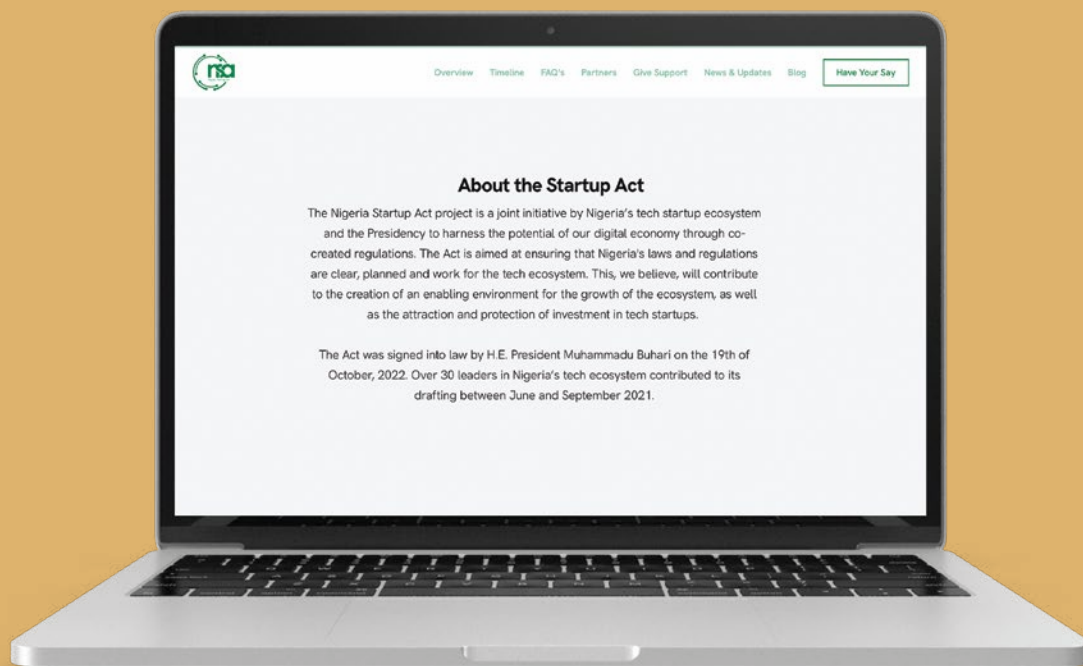 nsa
Overview Timeline FAQ's Partners Give Support News & Updates Blog Have Your Say
About the Startup Act
The Nigeria Startup Act project is a joint initiative by Nigeria's tech startup ecosystem
and the Presidency to harness the potential of our digital economy through co-
created regulations. The Act is aimed at ensuring that Nigeria's laws and regulations
are clear, planned and work for the tech ecosystem. This, we believe, will contribute
to the creation of an enabling environment for the growth of the ecosystem, as well
as the attraction and protection of investment in tech startups.
The Act was signed into law by H.E. President Muhammadu Buhari on the 19th of
October, 2022. Over 30 leaders in Nigeria's tech ecosystem contributed to its
drafting between June and September 2021.